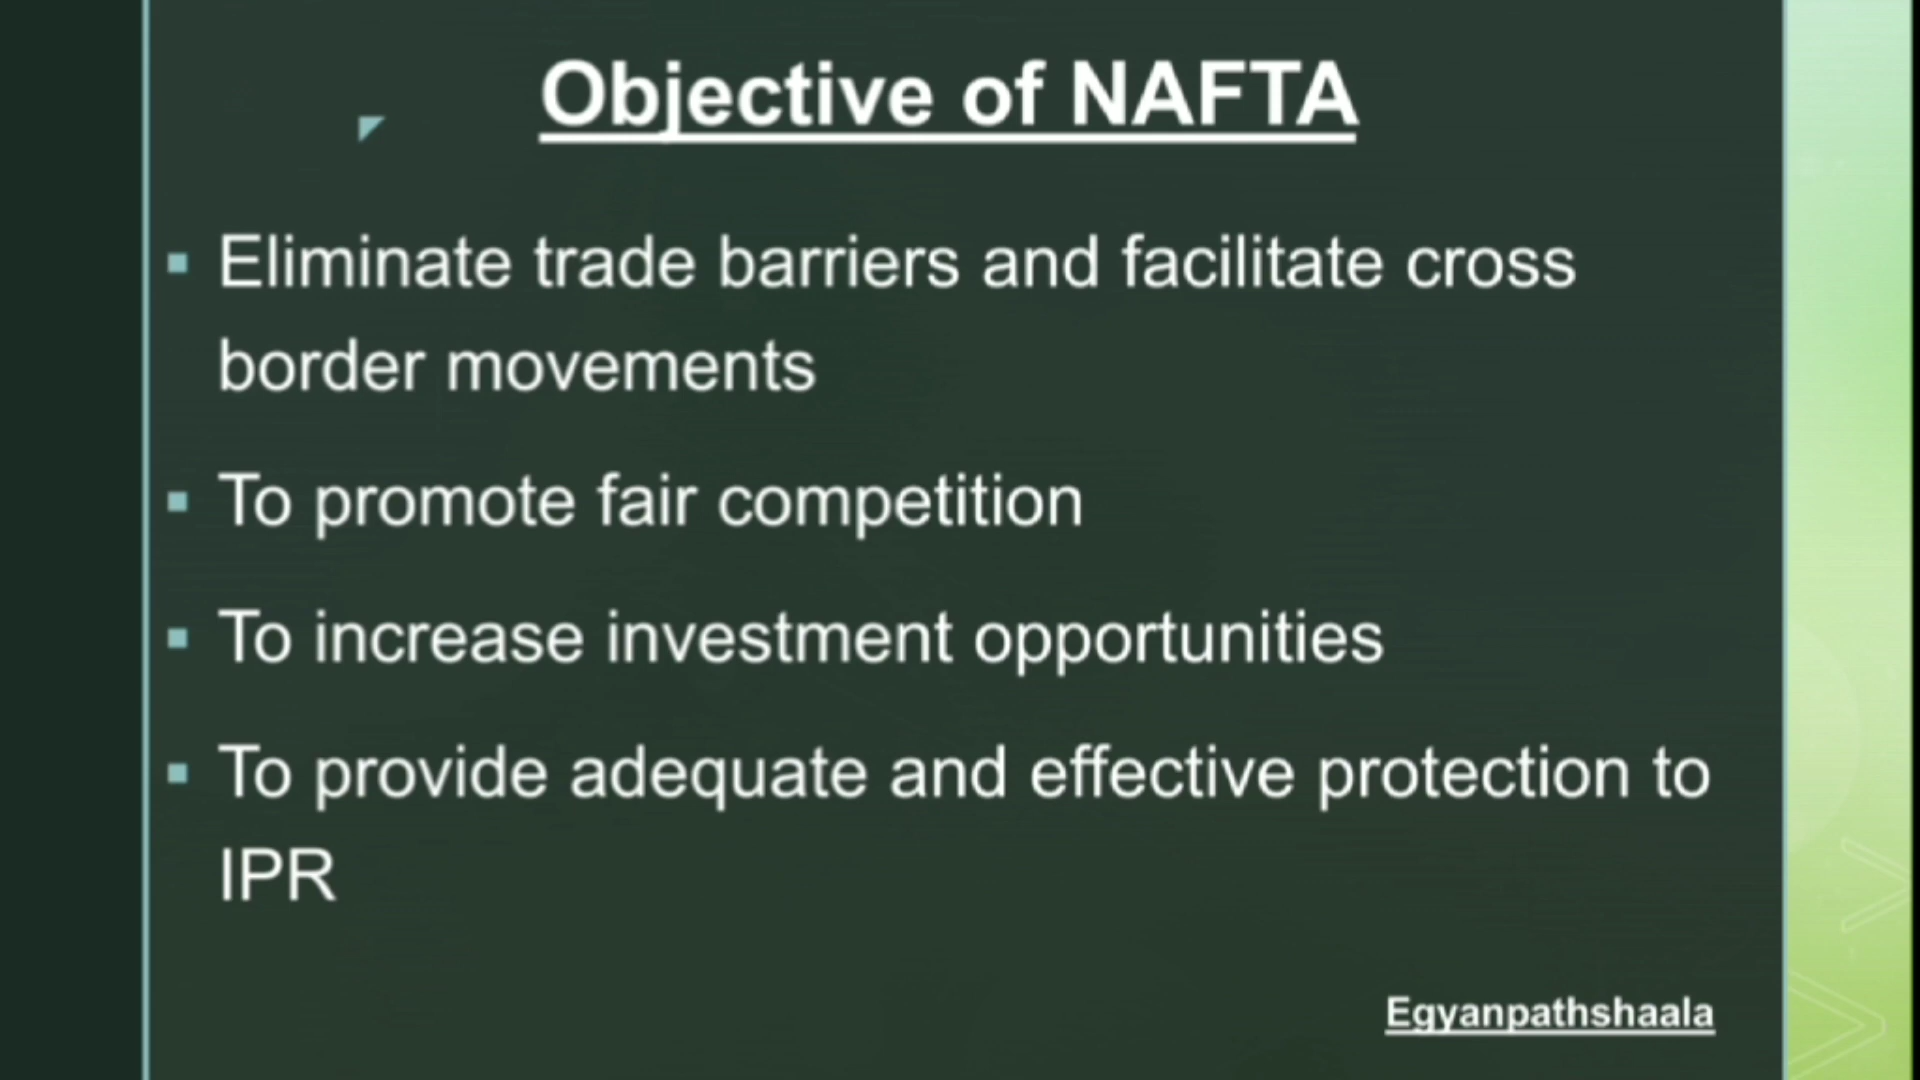 Objective of NAFTA
Eliminate trade barriers and facilitate cross
border movements
To promote fair competition
To increase investment opportunities
To provide adequate and effective protection to
IPR
Egyanpathshaala